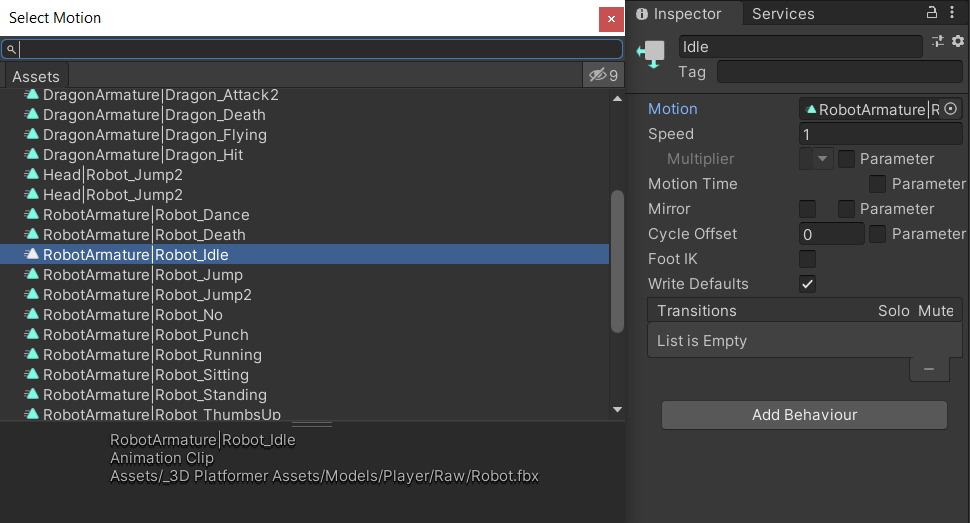 Select Motion
Assets
9
DragonArmature|Dragon_Attack2
DragonArmature|Dragon_Death
DragonArmature|Dragon_Flying
DragonArmature|Dragon_Hit
Head|Robot_Jump2
Head|Robot_Jump2
RobotArmature|Robot_Dance
RobotArmature|Robot_Death
RobotArmature|Robot_Idle
RobotArmature|Robot_Jump
RobotArmature|Robot_Jump2
RobotArmature|Robot_No
RobotArmature|Robot_Punch
RobotArmature|Robot_Running
RobotArmature|Robot_Sitting
RobotArmature|Robot_Standing
RobotArmature|Robot_ThumbsUp
RobotArmature|Robot_Idle
Animation Clip
Assets/_3D Platformer Assets/Models/Player/Raw/Robot.fbx
Inspector Services
Idle
Tag
Motion RobotArmature|R
Speed 1
Multiplier Parameter
Motion Time Parameter
Mirror Parameter
Cycle Offset 0 Parameter
Foot IK
Write Defaults
Transitions Solo Mute
List is Empty
Add Behaviour